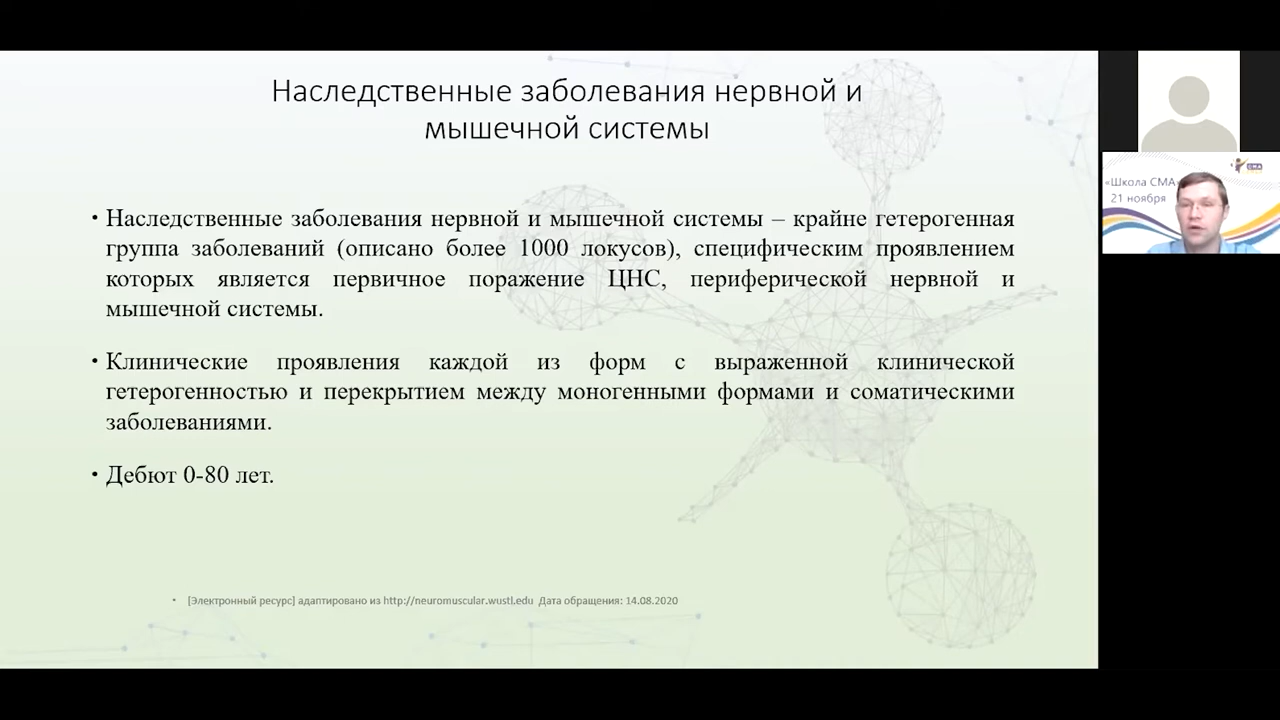 Наследственные заболевания нервной и
мышечной системы
• Наследственные заболевания нервной и мышечной системы – крайне гетерогенная
группа заболеваний (описано более 1000 локусов), специфическим проявлением
которых является первичное поражение ЦНС, периферической нервной и
мышечной системы.
• Клинические проявления каждой из форм с выраженной клинической
гетерогенностью и перекрытием между моногенными формами и соматическими
заболеваниями.
• Дебют 0-80 лет.
• [Электронный ресурс] адаптировано из http://neuromuscular.wustl.edu Дата обращения: 14.08.2020
«Школа СМА»
21 ноября
СМА